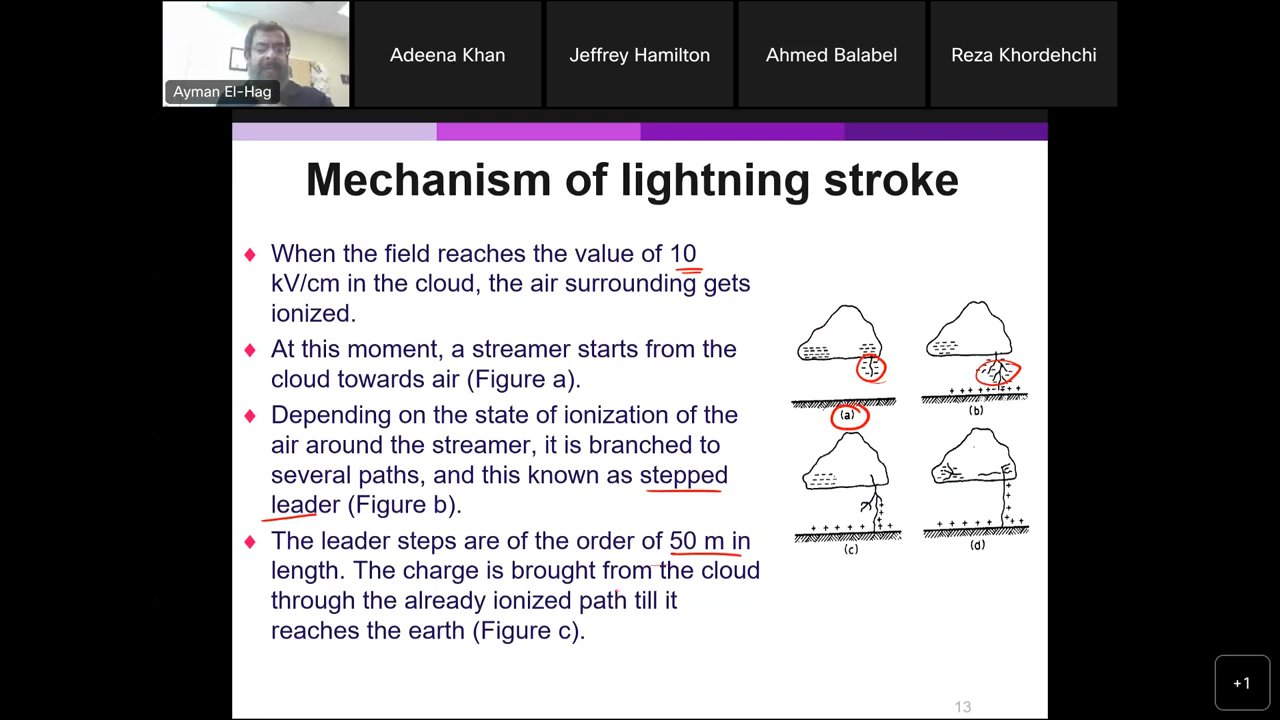 Ayman El-Hag
Adeena Khan
Jeffrey Hamilton
Ahmed Balabel
Reza Khordehchi
Mechanism of lightning stroke
When the field reaches the value of 10
kV/cm in the cloud, the air surrounding gets
ionized.
At this moment, a streamer starts from the
cloud towards air (Figure a).
Depending on the state of ionization of the
air around the streamer, it is branched to
several paths, and this known as stepped
leader (Figure b).
The leader steps are of the order of 50 m in
length. The charge is brought from the cloud
through the already ionized path till it
reaches the earth (Figure c).
(a)
(b)
(c)
(d)
13
+1